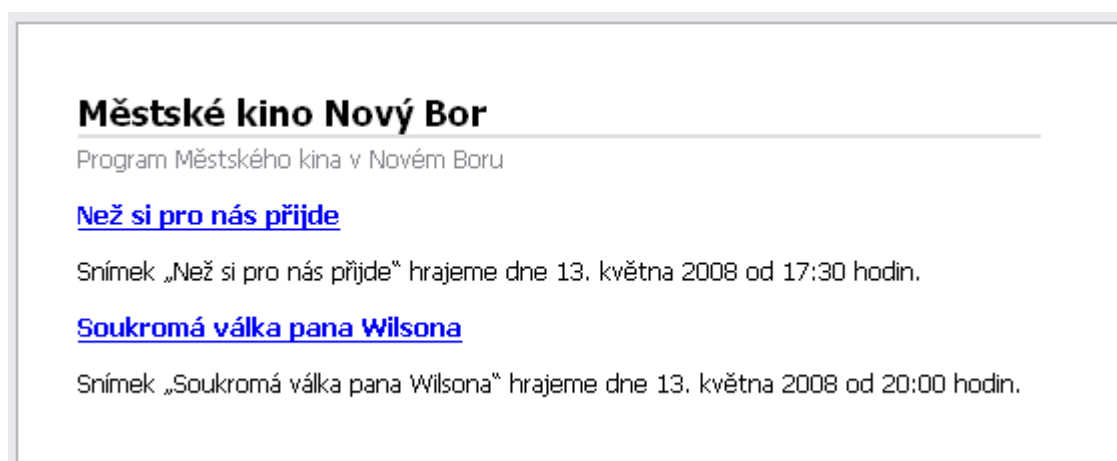 Městské kino Nový Bor
Program Městského kina v Novém Boru
Než si pro nás přijde
Snímek „Než si pro nás přijde“ hrajeme dne 13. května 2008 od 17:30 hodin.
Soukromá válka pana Wilsona
Snímek „Soukromá válka pana Wilsona“ hrajeme dne 13. května 2008 od 20:00 hodin.